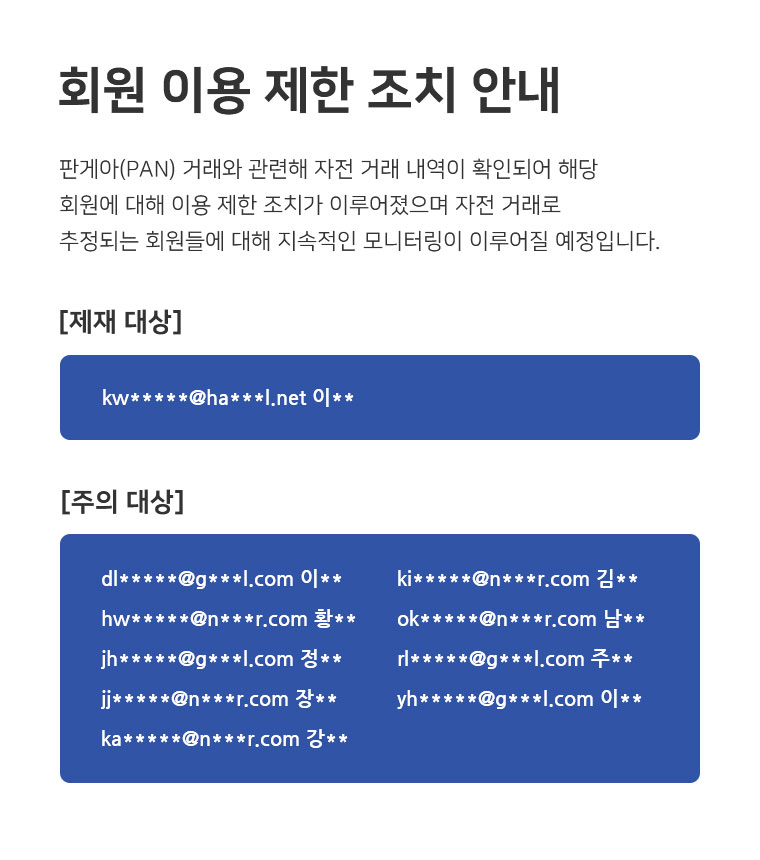 회원 이용 제한 조치 안내
판게아(PAN) 거래와 관련해 자전 거래 내역이 확인되어 해당
회원에 대해 이용 제한 조치가 이루어졌으며 자전 거래로
추정되는 회원들에 대해 지속적인 모니터링이 이루어질 예정입니다.
[제재 대상]
kw*****@ha***l.net 이**
[주의 대상]
dl*****@g***l.com 이**
hw*****@n***r.com 황**
jh*****@g***l.com 정**
jj*****@n***r.com 장**
ka*****@n***r.com 강**
ki*****@n***r.com 김**
ok*****@n***r.com 남**
rl*****@g***l.com 주**
yh*****@g***l.com 이**